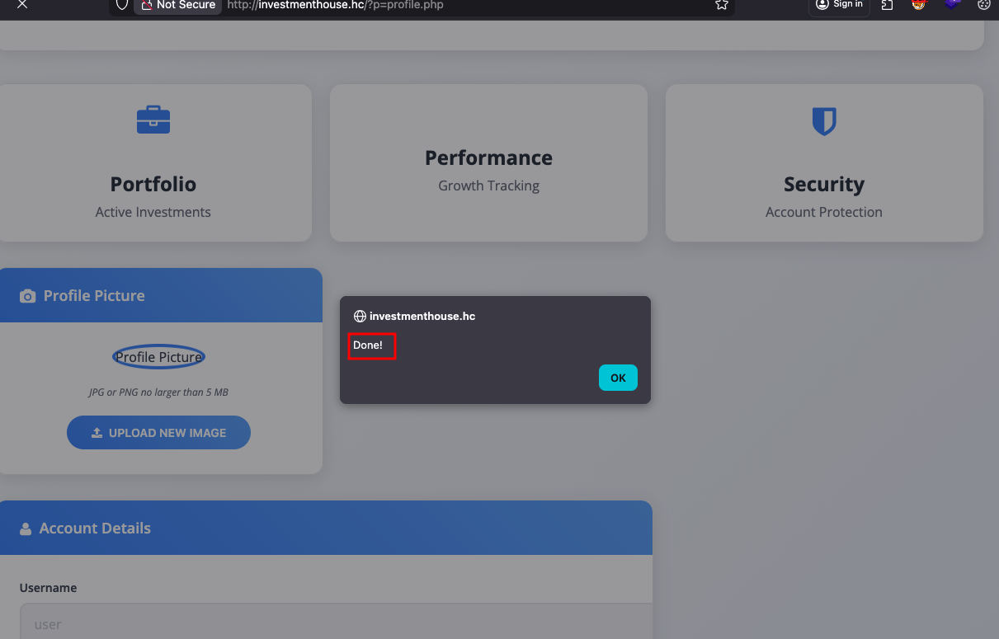 Not Secure http://investmenthouse.hc/?p=profile.php Sign in
Portfolio
Active Investments
Performance
Growth Tracking
Security
Account Protection
Profile Picture
Profile Picture
JPG or PNG no larger than 5 MB
UPLOAD NEW IMAGE
investmenthouse.hc
Done!
OK
Account Details
Username
user